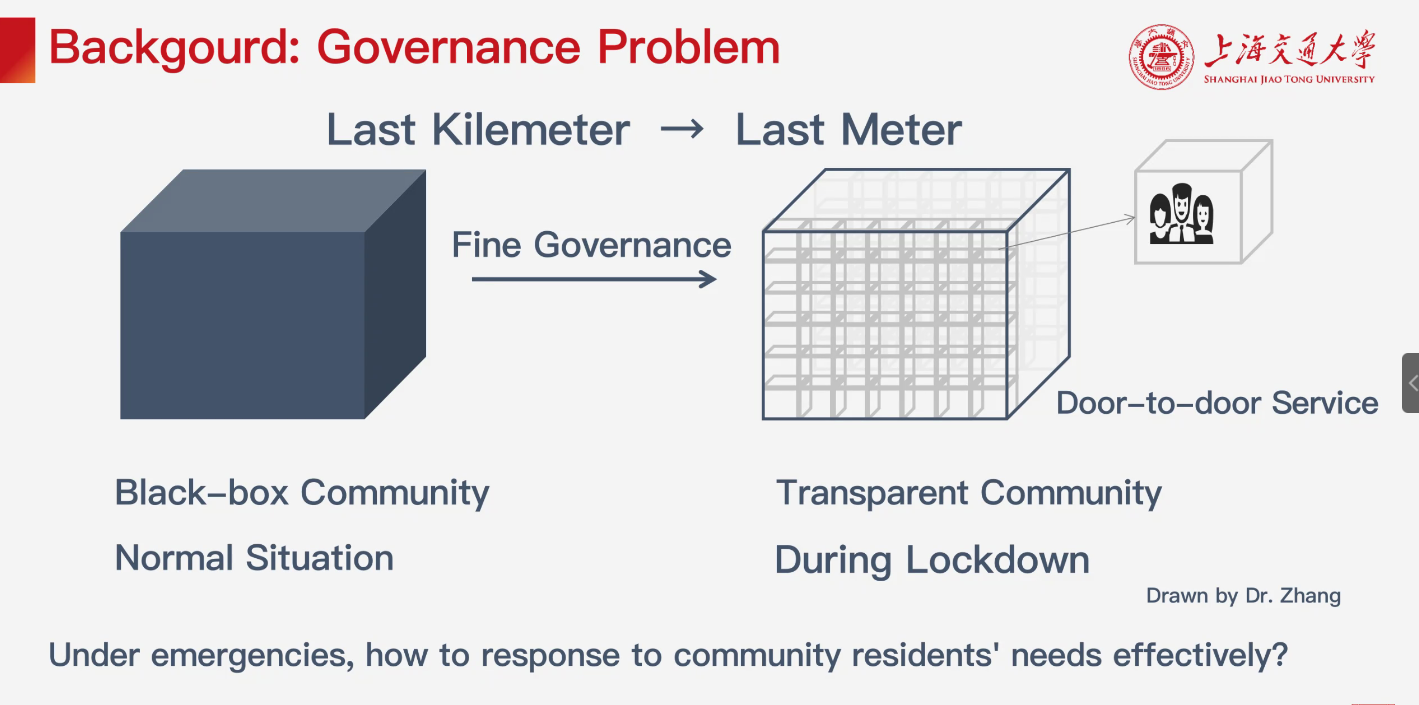 Backgourd: Governance Problem
上海交通大学
SHANGHAI JIAO TONG UNIVERSITY
Last Kilemeter → Last Meter
Fine Governance
Door-to-door Service
Black-box Community
Transparent Community
Normal Situation
During Lockdown
Drawn by Dr. Zhang
Under emergencies, how to response to community residents' needs effectively?